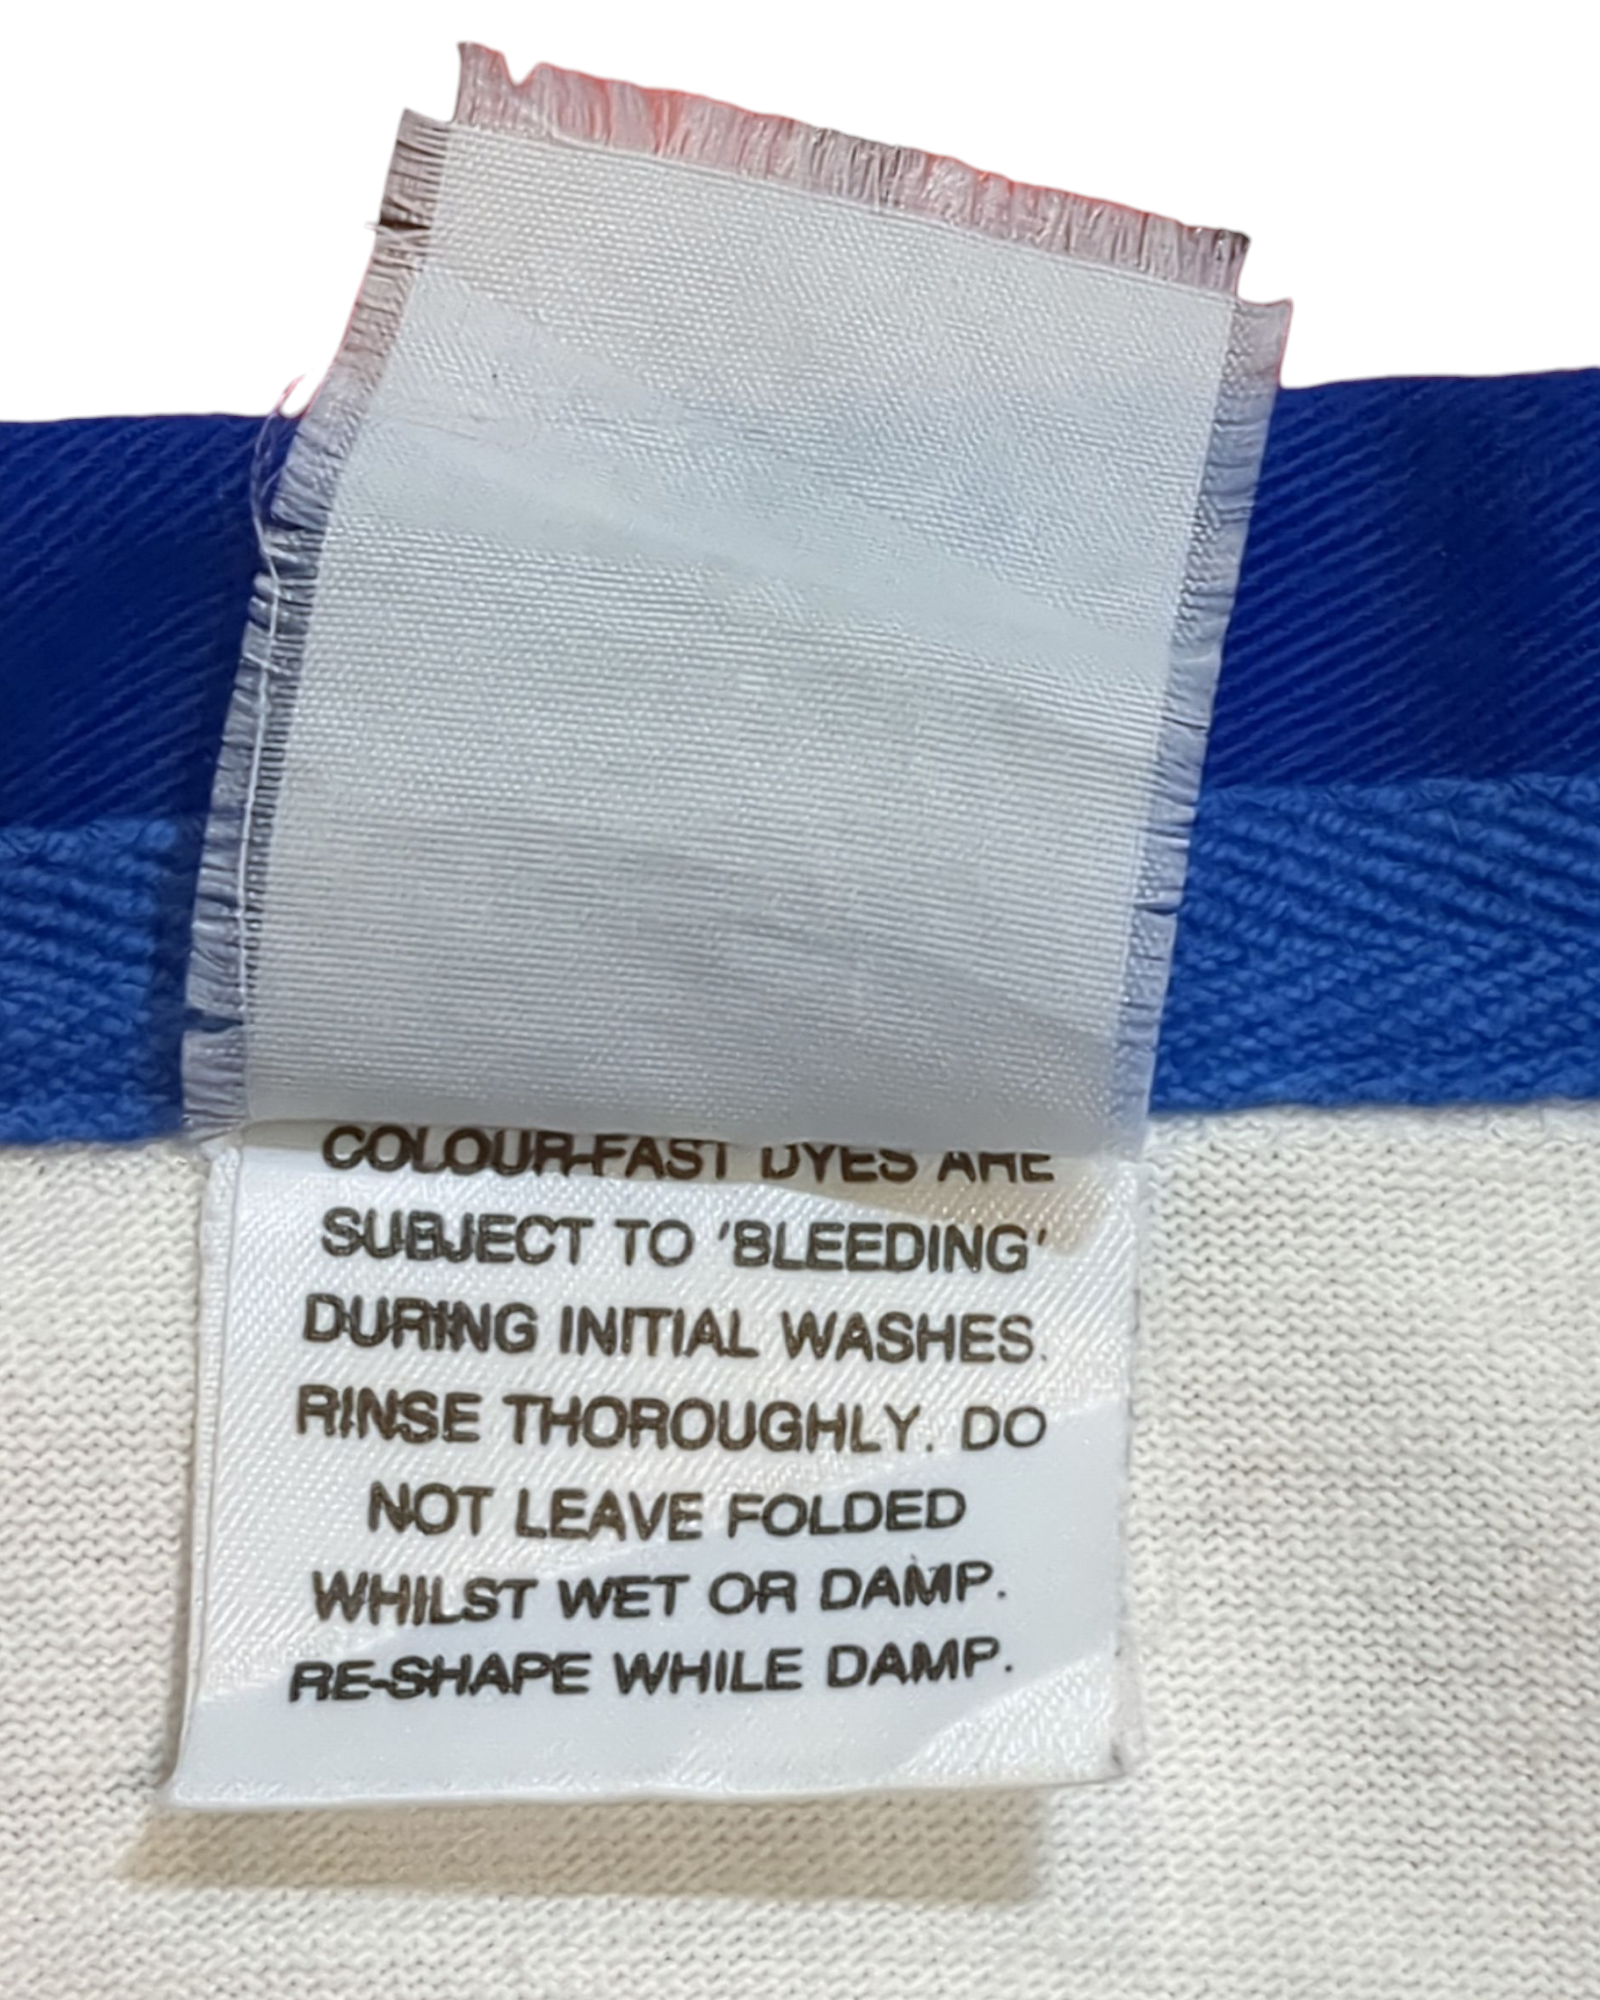 COLOUR-FAST DYES ARE
SUBJECT TO 'BLEEDING'
DURING INITIAL WASHES.
RINSE THOROUGHLY. DO
NOT LEAVE FOLDED
WHILST WET OR DAMP.
RE-SHAPE WHILE DAMP.